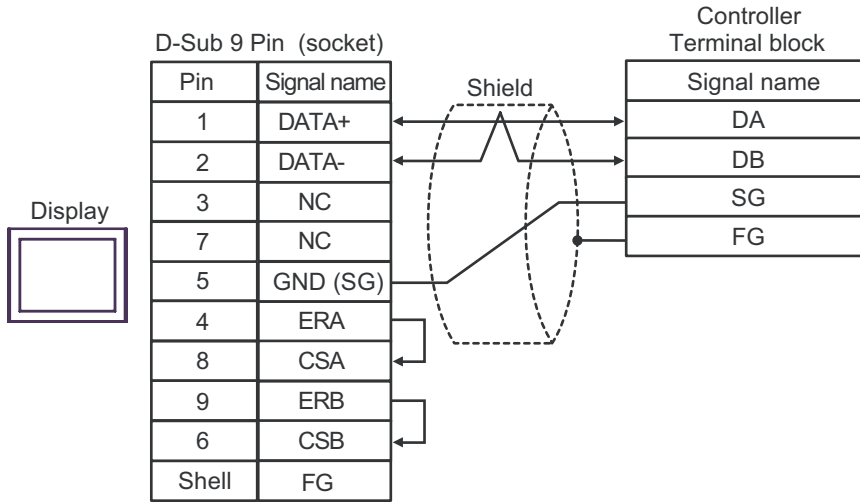 Controller
D-Sub 9 Pin (socket)
Terminal block
Pin Signal name
Shield
Signal name
1 DATA+
DA
2 DATA-
DB
3 NC
SG
Display
7 NC
FG
5 GND (SG)
4 ERA
8 CSA
9 ERB
6 CSB
Shell FG